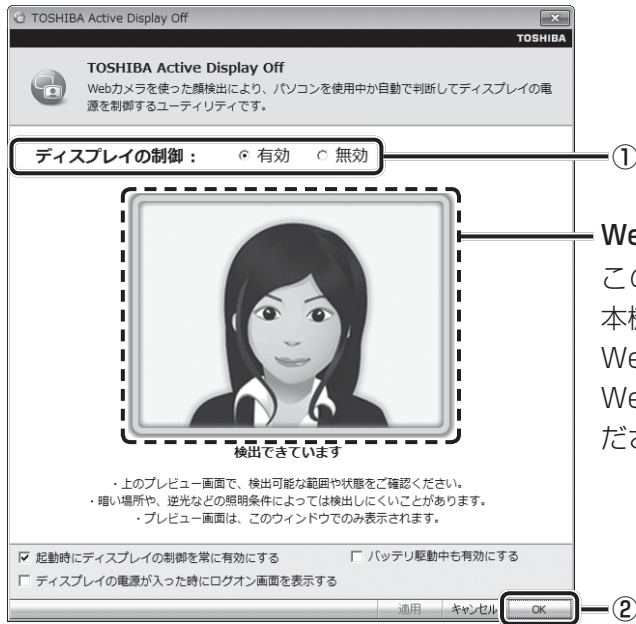 TOSHIBA Active Display Off
TOSHIBA
TOSHIBA Active Display Off
Webカメラを使った顔検出により、パソコンを使用中か自動で判断してディスプレイの電
源を制御するユーティリティです。
ディスプレイの制御： 有効 無効
①
We
この
本機
We
We
ださ
検出できています
・上のプレビュー画面で、検出可能な範囲や状態をご確認ください。
・暗い場所や、逆光などの照明条件によっては検出しにくいことがあります。
・プレビュー画面は、このウィンドウでのみ表示されます。
起動時にディスプレイの制御を常に有効にする バッテリ駆動中も有効にする
ディスプレイの電源が入った時にログオン画面を表示する
適用 キャンセル OK
②